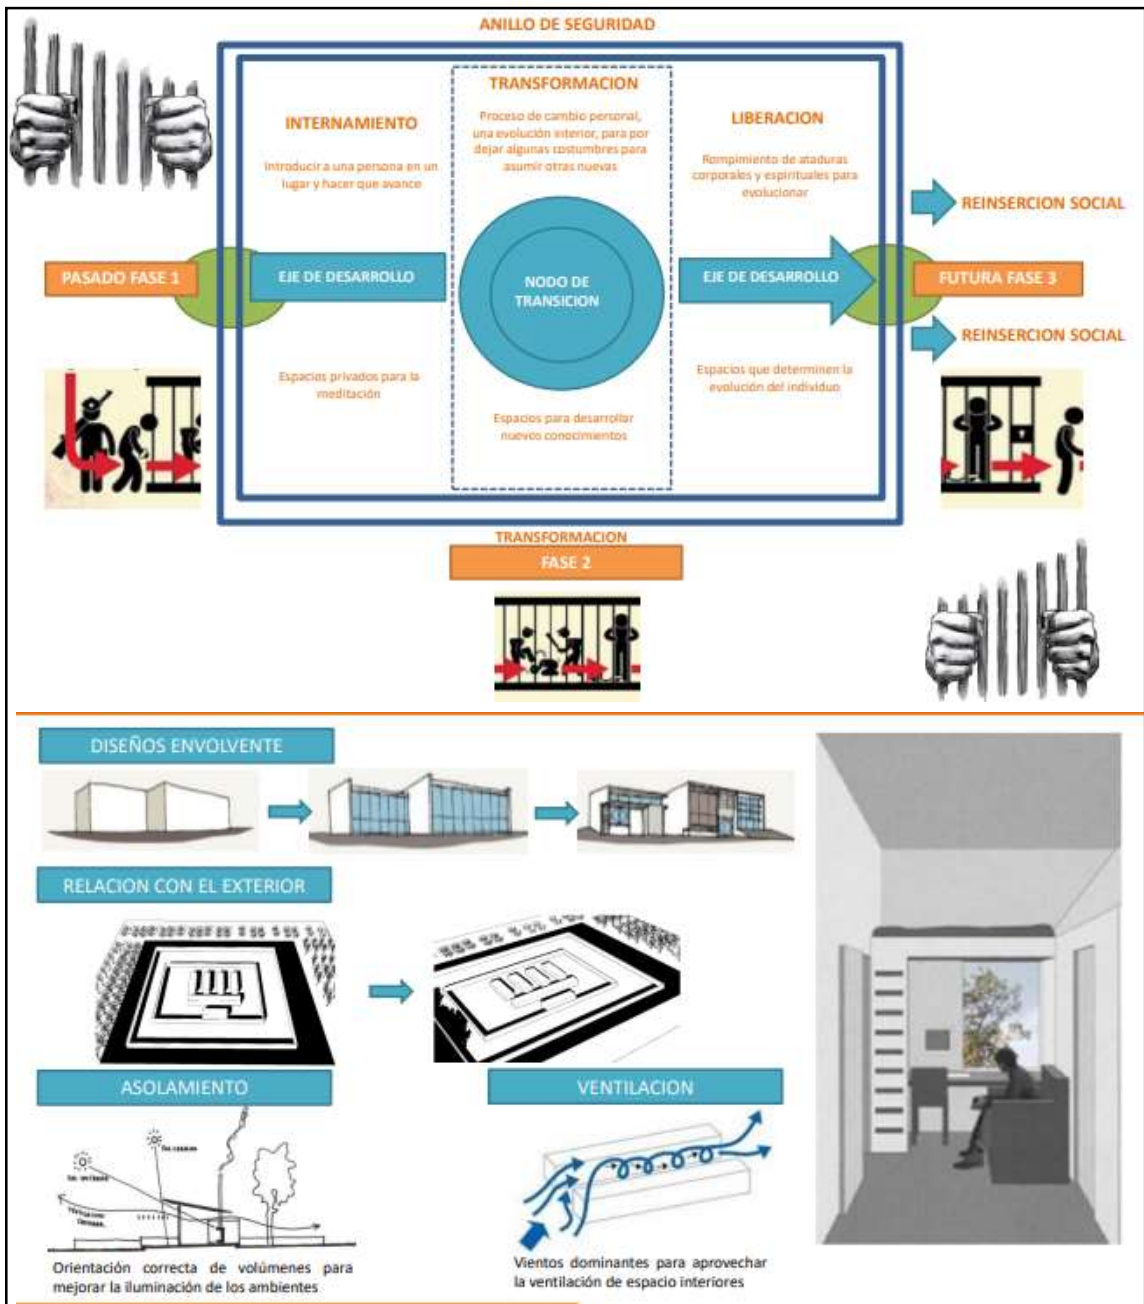 ANILLO DE SEGURIDAD
TRANSFORMACION
Proceso de cambio personal,
una evolución interior, para por
dejar algunas costumbres para
asumir otras nuevas
INTERNAMIENTO
Introducir a una persona en un
lugar y hacer que avance
LIBERACION
Rompimiento de ataduras
corporales y espirituales para
evolucionar
REINSERCION SOCIAL
PASADO FASE 1
EJE DE DESARROLLO
NODO DE
TRANSICION
EJE DE DESARROLLO
FUTURA FASE 3
REINSERCION SOCIAL
Espacios privados para la
meditación
Espacios para desarrollar
nuevos conocimientos
Espacios que determinen la
evolución del individuo
TRANSFORMACION
FASE 2
DISEÑOS ENVOLVENTE
RELACION CON EL EXTERIOR
ASOLAMIENTO
Orientación correcta de volúmenes para
mejorar la iluminación de los ambientes
VENTILACION
Vientos dominantes para aprovechar
la ventilación de espacio interiores